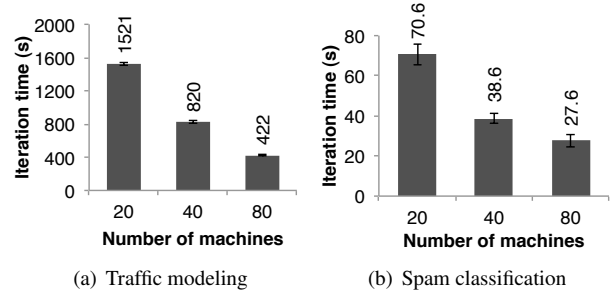 Iteration time (s)
2000
1600
1200
800
400
0
1521
820
422
20 40 80
Number of machines
(a) Traffic modeling
Iteration time (s)
80
60
40
20
0
70.6
38.6
27.6
20 40 80
Number of machines
(b) Spam classification